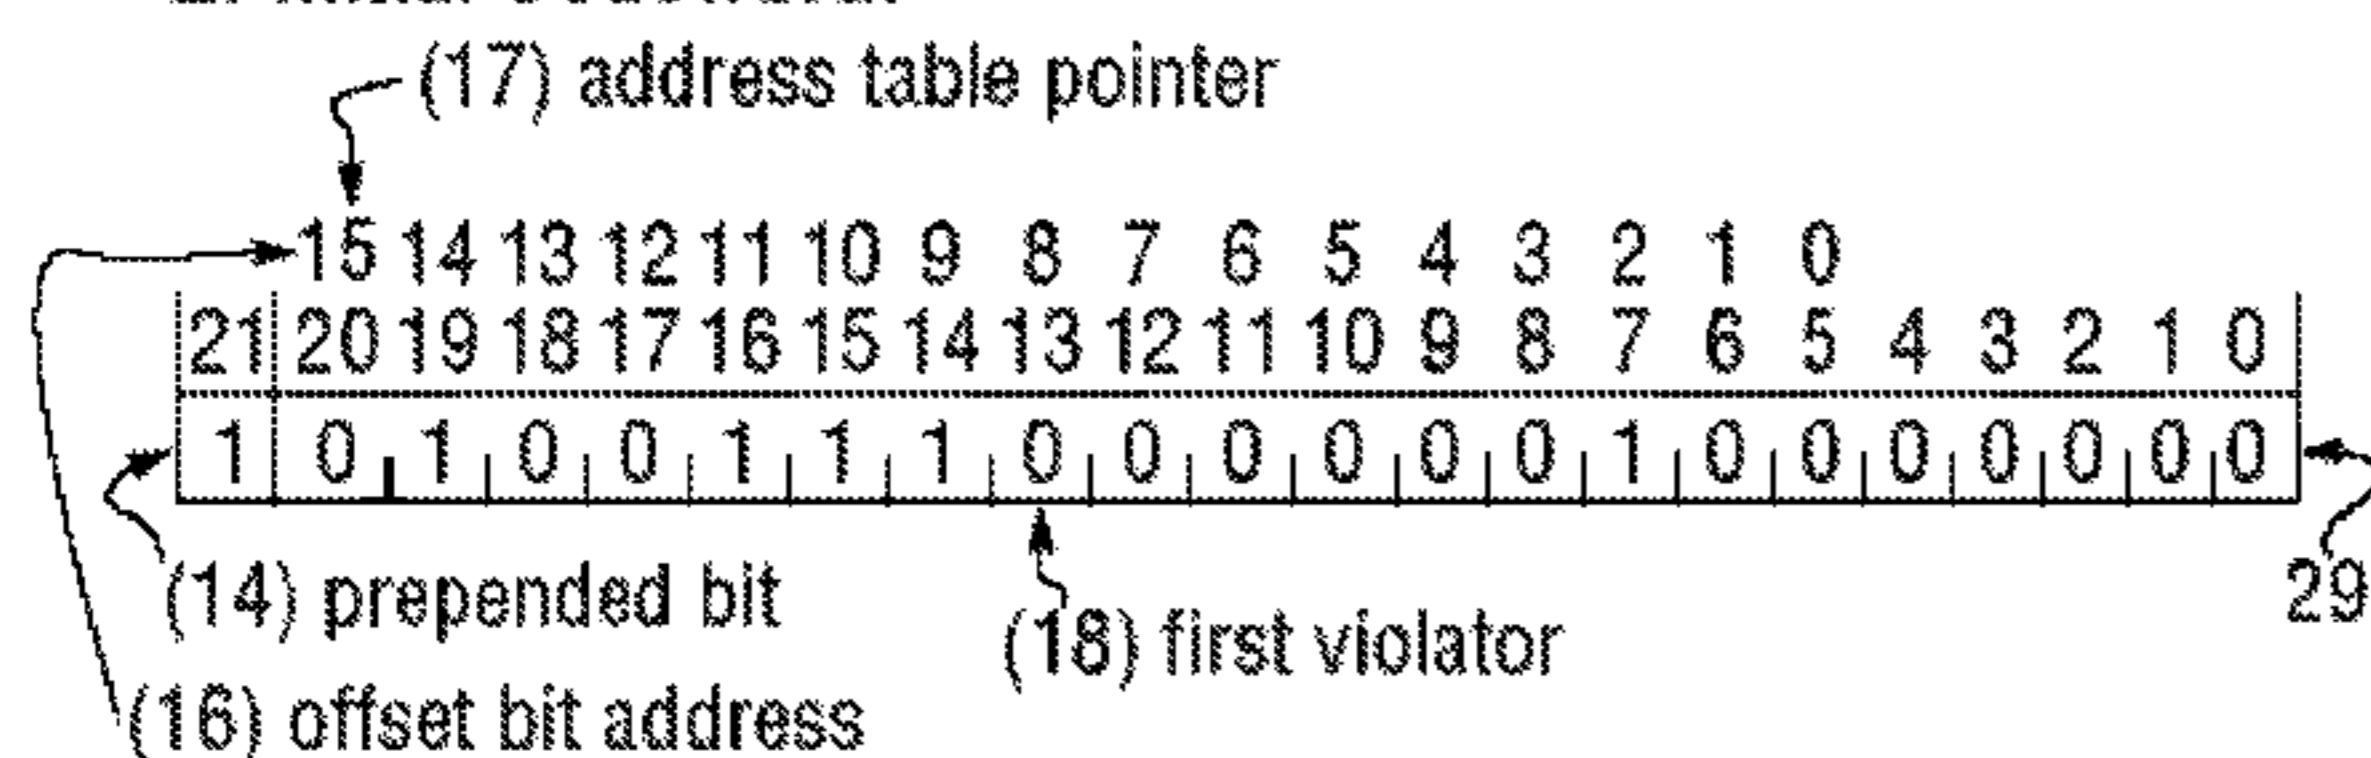 (17) address table pointer
15 14 13 12 11 10 9 8 7 6 5 4 3 2 1 0
21 20 19 18 17 16 15 14 13 12 11 10 9 8 7 6 5 4 3 2 1 0
1 0 1 0 0 1 1 1 0 0 0 0 0 0 1 0 0 0 0 0 0 0
(14) prepended bit
(18) first violator
29
(16) offset bit address